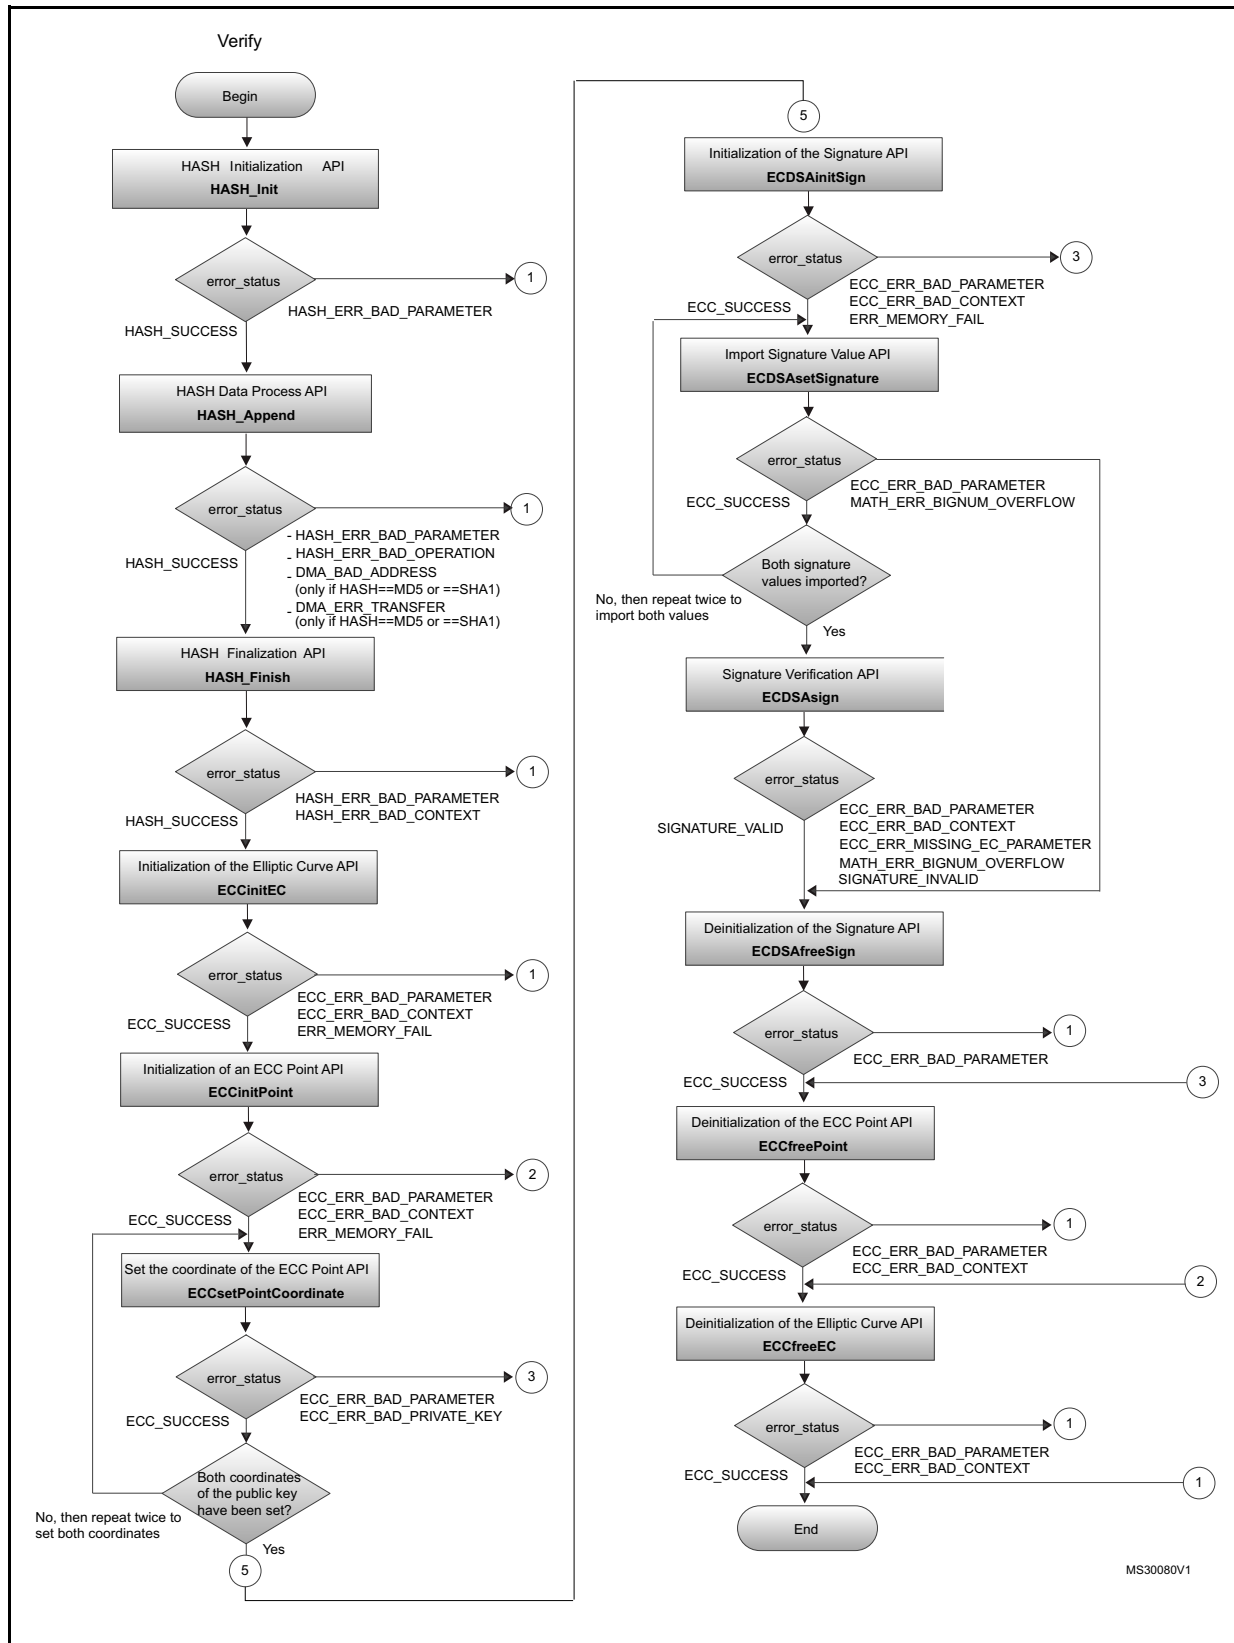 Verify
Begin
HASH Initialization API
HASH_Init
error_status
1
HASH_ERR_BAD_PARAMETER
HASH_SUCCESS
HASH Data Process API
HASH_Append
error_status
1
- HASH_ERR_BAD_PARAMETER
- HASH_ERR_BAD_OPERATION
- DMA_BAD_ADDRESS
(only if HASH==MD5 or ==SHA1)
- DMA_ERR_TRANSFER
(only if HASH==MD5 or ==SHA1)
HASH_SUCCESS
HASH Finalization API
HASH_Finish
error_status
1
HASH_ERR_BAD_PARAMETER
HASH_ERR_BAD_CONTEXT
HASH_SUCCESS
Initialization of the Elliptic Curve API
ECCinitEC
error_status
1
ECC_ERR_BAD_PARAMETER
ECC_ERR_BAD_CONTEXT
ERR_MEMORY_FAIL
ECC_SUCCESS
Initialization of an ECC Point API
ECCinitPoint
error_status
2
ECC_ERR_BAD_PARAMETER
ECC_ERR_BAD_CONTEXT
ERR_MEMORY_FAIL
ECC_SUCCESS
Set the coordinate of the ECC Point API
ECCsetPointCoordinate
error_status
3
ECC_ERR_BAD_PARAMETER
ECC_ERR_BAD_PRIVATE_KEY
ECC_SUCCESS
Both coordinates
of the public key
have been set?
No, then repeat twice to
set both coordinates
Yes
5
5
Initialization of the Signature API
ECDSAinitSign
error_status
3
ECC_ERR_BAD_PARAMETER
ECC_ERR_BAD_CONTEXT
ERR_MEMORY_FAIL
ECC_SUCCESS
Import Signature Value API
ECDSAsetSignature
error_status
ECC_ERR_BAD_PARAMETER
MATH_ERR_BIGNUM_OVERFLOW
ECC_SUCCESS
Both signature
values imported?
No, then repeat twice to
import both values
Yes
Signature Verification API
ECDSAsign
error_status
SIGNATURE_VALID
ECC_ERR_BAD_PARAMETER
ECC_ERR_BAD_CONTEXT
ECC_ERR_MISSING_EC_PARAMETER
MATH_ERR_BIGNUM_OVERFLOW
SIGNATURE_INVALID
Deinitialization of the Signature API
ECDSAfreeSign
error_status
1
ECC_ERR_BAD_PARAMETER
ECC_SUCCESS
3
Deinitialization of the ECC Point API
ECCfreePoint
error_status
1
ECC_ERR_BAD_PARAMETER
ECC_ERR_BAD_CONTEXT
ECC_SUCCESS
2
Deinitialization of the Elliptic Curve API
ECCfreeEC
error_status
1
ECC_ERR_BAD_PARAMETER
ECC_ERR_BAD_CONTEXT
ECC_SUCCESS
1
End
MS30080V1